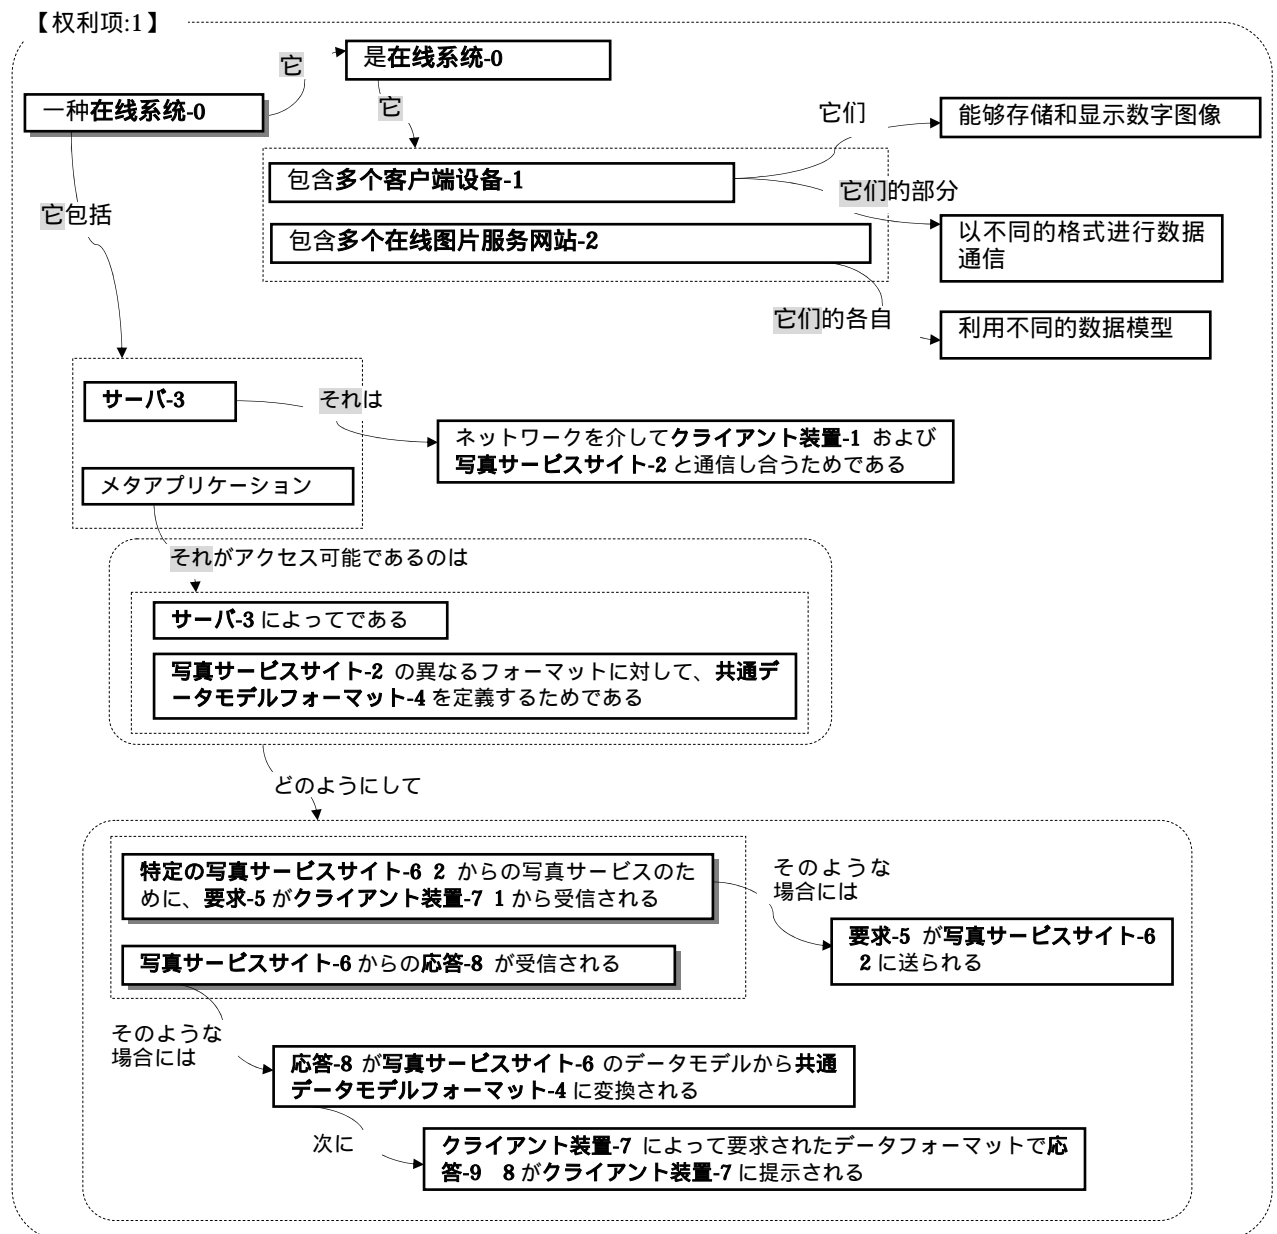 【权利项:1】
它
是在线系统-0
一种在线系统-0
它
它们
能够存储和显示数字图像
包含多个客户端设备-1
它们的部分
以不同的格式进行数据
通信
它包括
包含多个在线图片服务网站-2
它们的各自
利用不同的数据模型
サーバ-3
それは
ネットワークを介してクライアント装置-1 および
写真サービスサイト-2 と通信し合うためである
メタアプリケーション
それがアクセス可能であるのは
サーバ-3 によってである
写真サービスサイト-2 の異なるフォーマットに対して、共通デ
ータモデルフォーマット-4 を定義するためである
どのようにして
特定の写真サービスサイト-6 2 からの写真サービスのた
めに、要求-5 がクライアント装置-7 1 から受信される
そのような
場合には
要求-5 が写真サービスサイト-6
2 に送られる
写真サービスサイト-6 からの応答-8 が受信される
そのような
場合には
応答-8 が写真サービスサイト-6 のデータモデルから共通
データモデルフォーマット-4 に変換される
次に
クライアント装置-7 によって要求されたデータフォーマットで応
答-9 8 がクライアント装置-7 に提示される